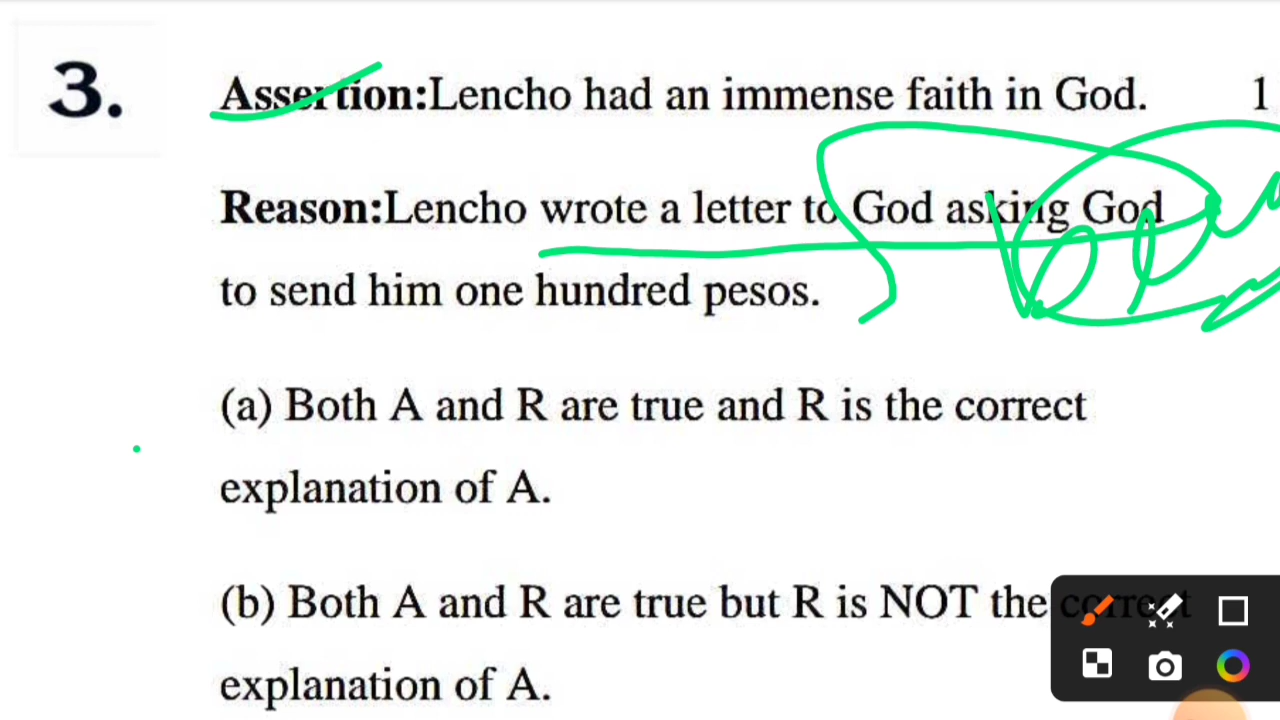 3. Assertion:Lencho had an immense faith in God. 1
Reason:Lencho wrote a letter to God asking God
to send him one hundred pesos.
(a) Both A and R are true and R is the correct
explanation of A.
(b) Both A and R are true but R is NOT the correct
explanation of A.